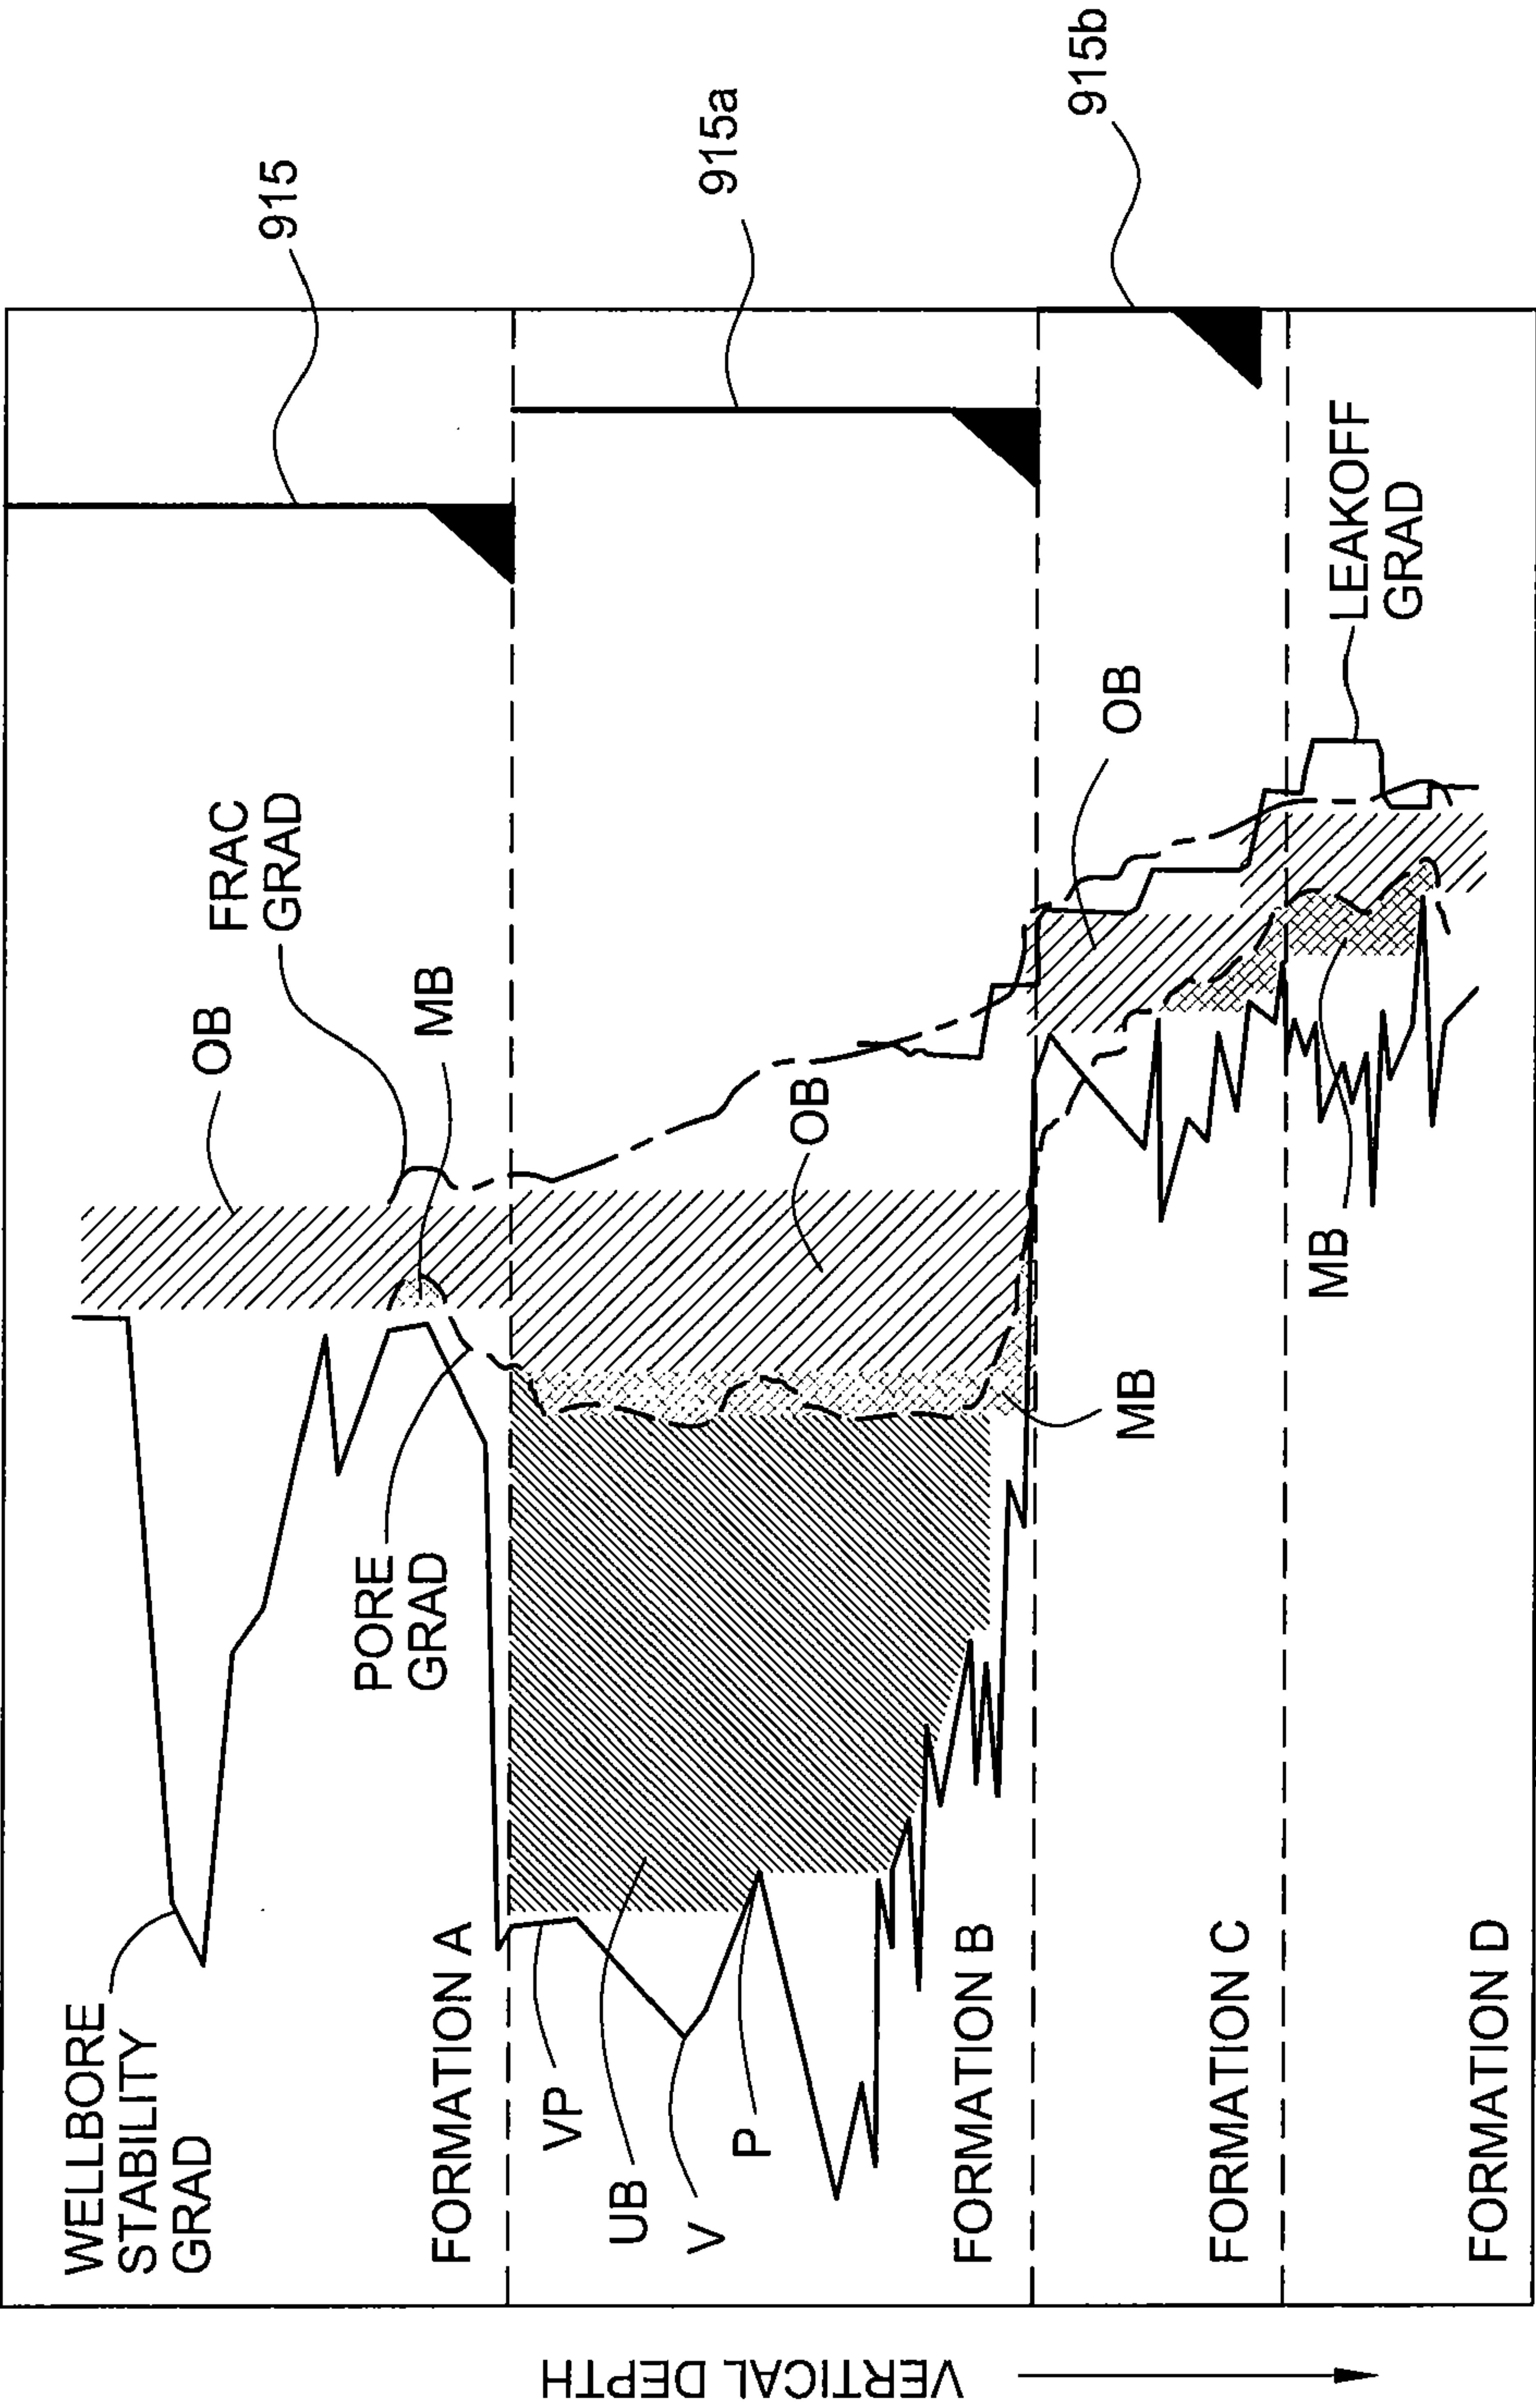 WELLBORE
STABILITY
GRAD
OB
FRAC
GRAD
MB
PORE
GRAD
915
FORMATION A
VP
UB
V
P
OB
915a
FORMATION B
MB
OB
915b
FORMATION C
MB
LEAKOFF
GRAD
FORMATION D
VERTICAL DEPTH